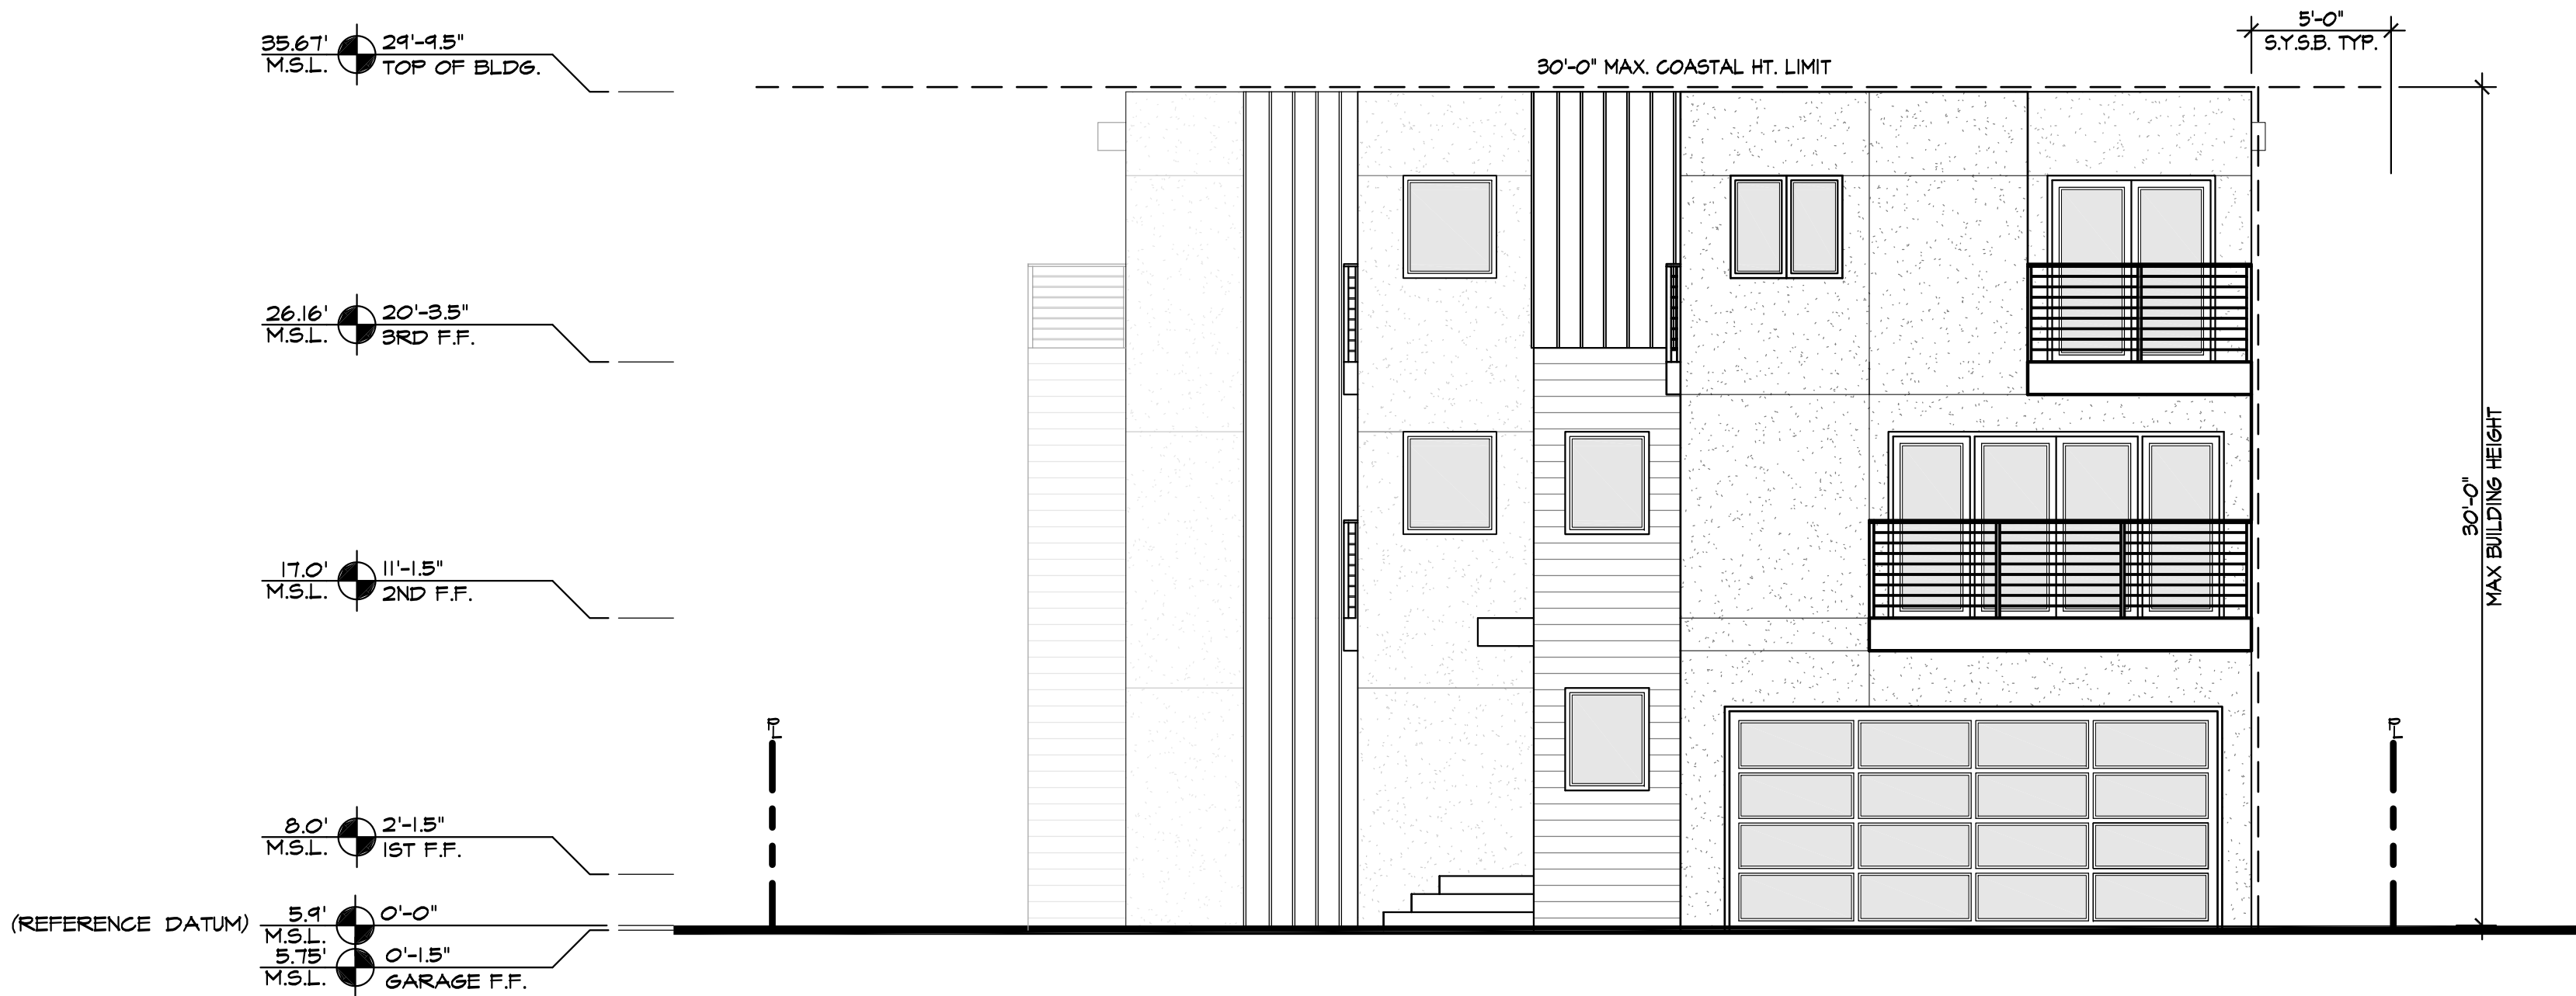 5'-0"
S.Y.S.B. TYP.
35.67' 29'-9.5"
M.S.L. TOP OF BLDG.
30'-0" MAX. COASTAL HT. LIMIT
26.16' 20'-3.5"
M.S.L. 3RD F.F.
30'-0"
MAX BUILDING HEIGHT
17.0' 11'-1.5"
M.S.L. 2ND F.F.
PL
PL
8.0' 2'-1.5"
M.S.L. 1ST F.F.
(REFERENCE DATUM) 5.9' 0'-0"
M.S.L.
5.75' 0'-1.5"
M.S.L. GARAGE F.F.